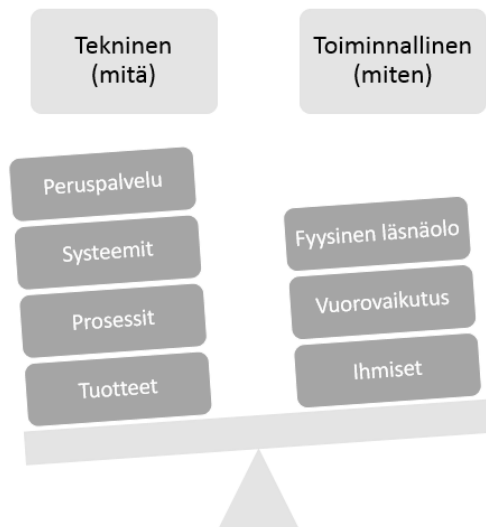 Tekninen
(mitä)
Toiminnallinen
(miten)
Peruspalvelu
Systeemit
Prosessit
Tuotteet
Fyysinen läsnäolo
Vuorovaikutus
Ihmiset